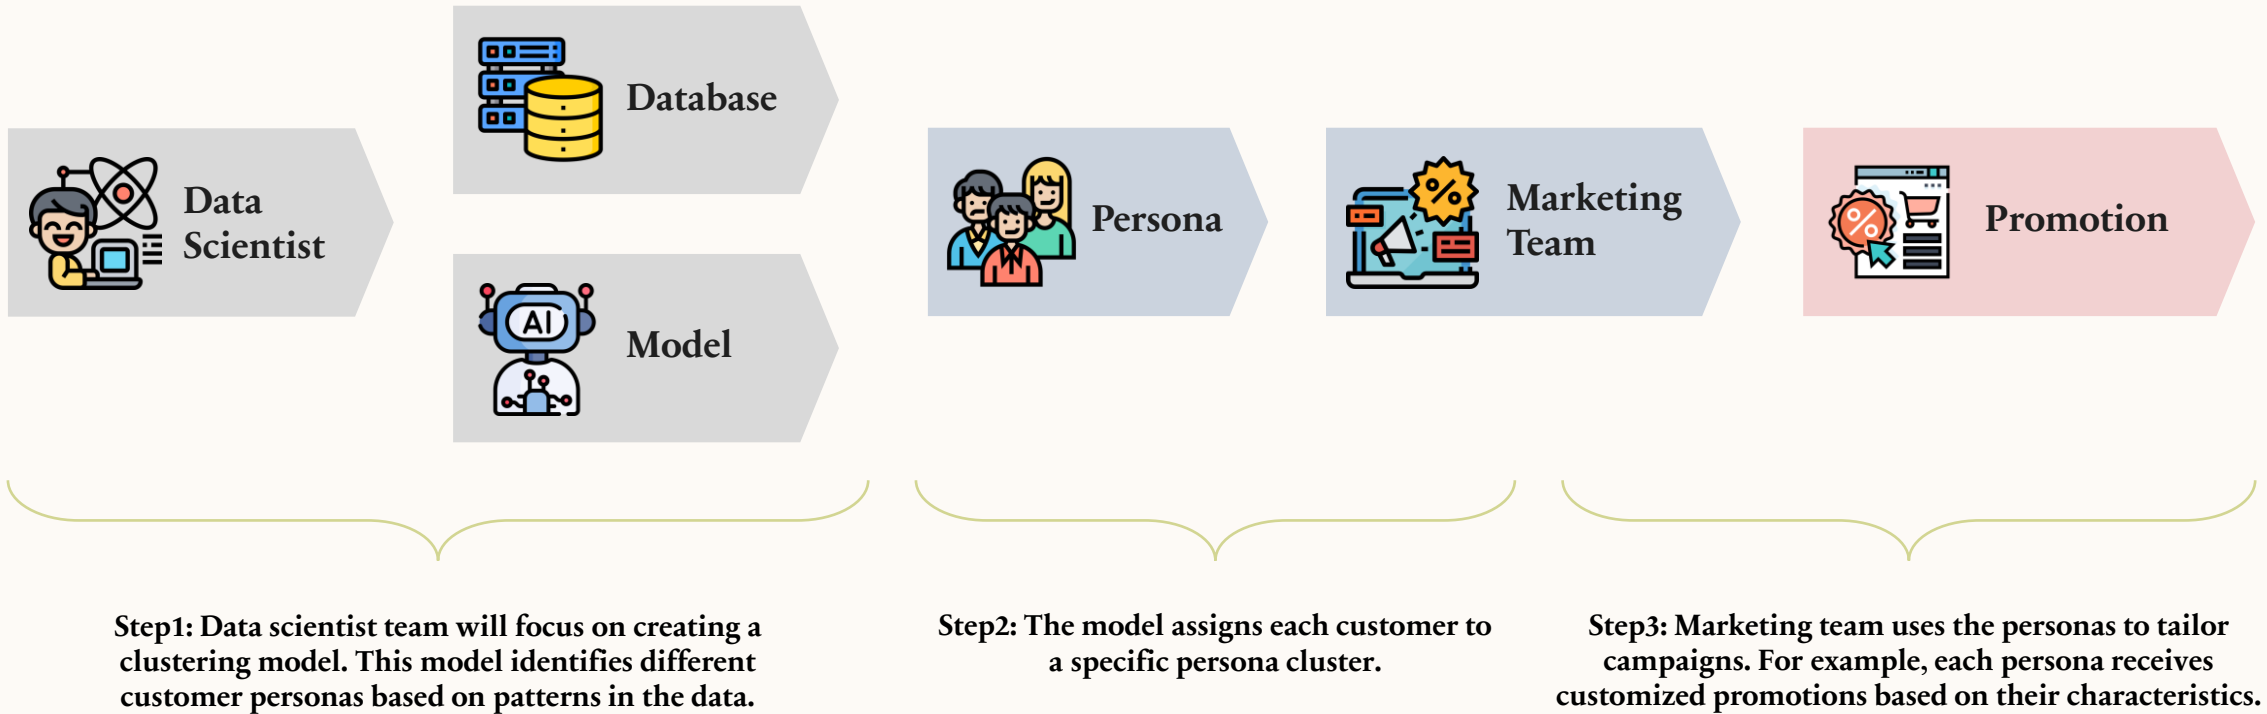 Database
Data
Scientist
Persona
Marketing
Team
Promotion
AI
Model
Step1: Data scientist team will focus on creating a
clustering model. This model identifies different
customer personas based on patterns in the data.
Step2: The model assigns each customer to
a specific persona cluster.
Step3: Marketing team uses the personas to tailor
campaigns. For example, each persona receives
customized promotions based on their characteristics.